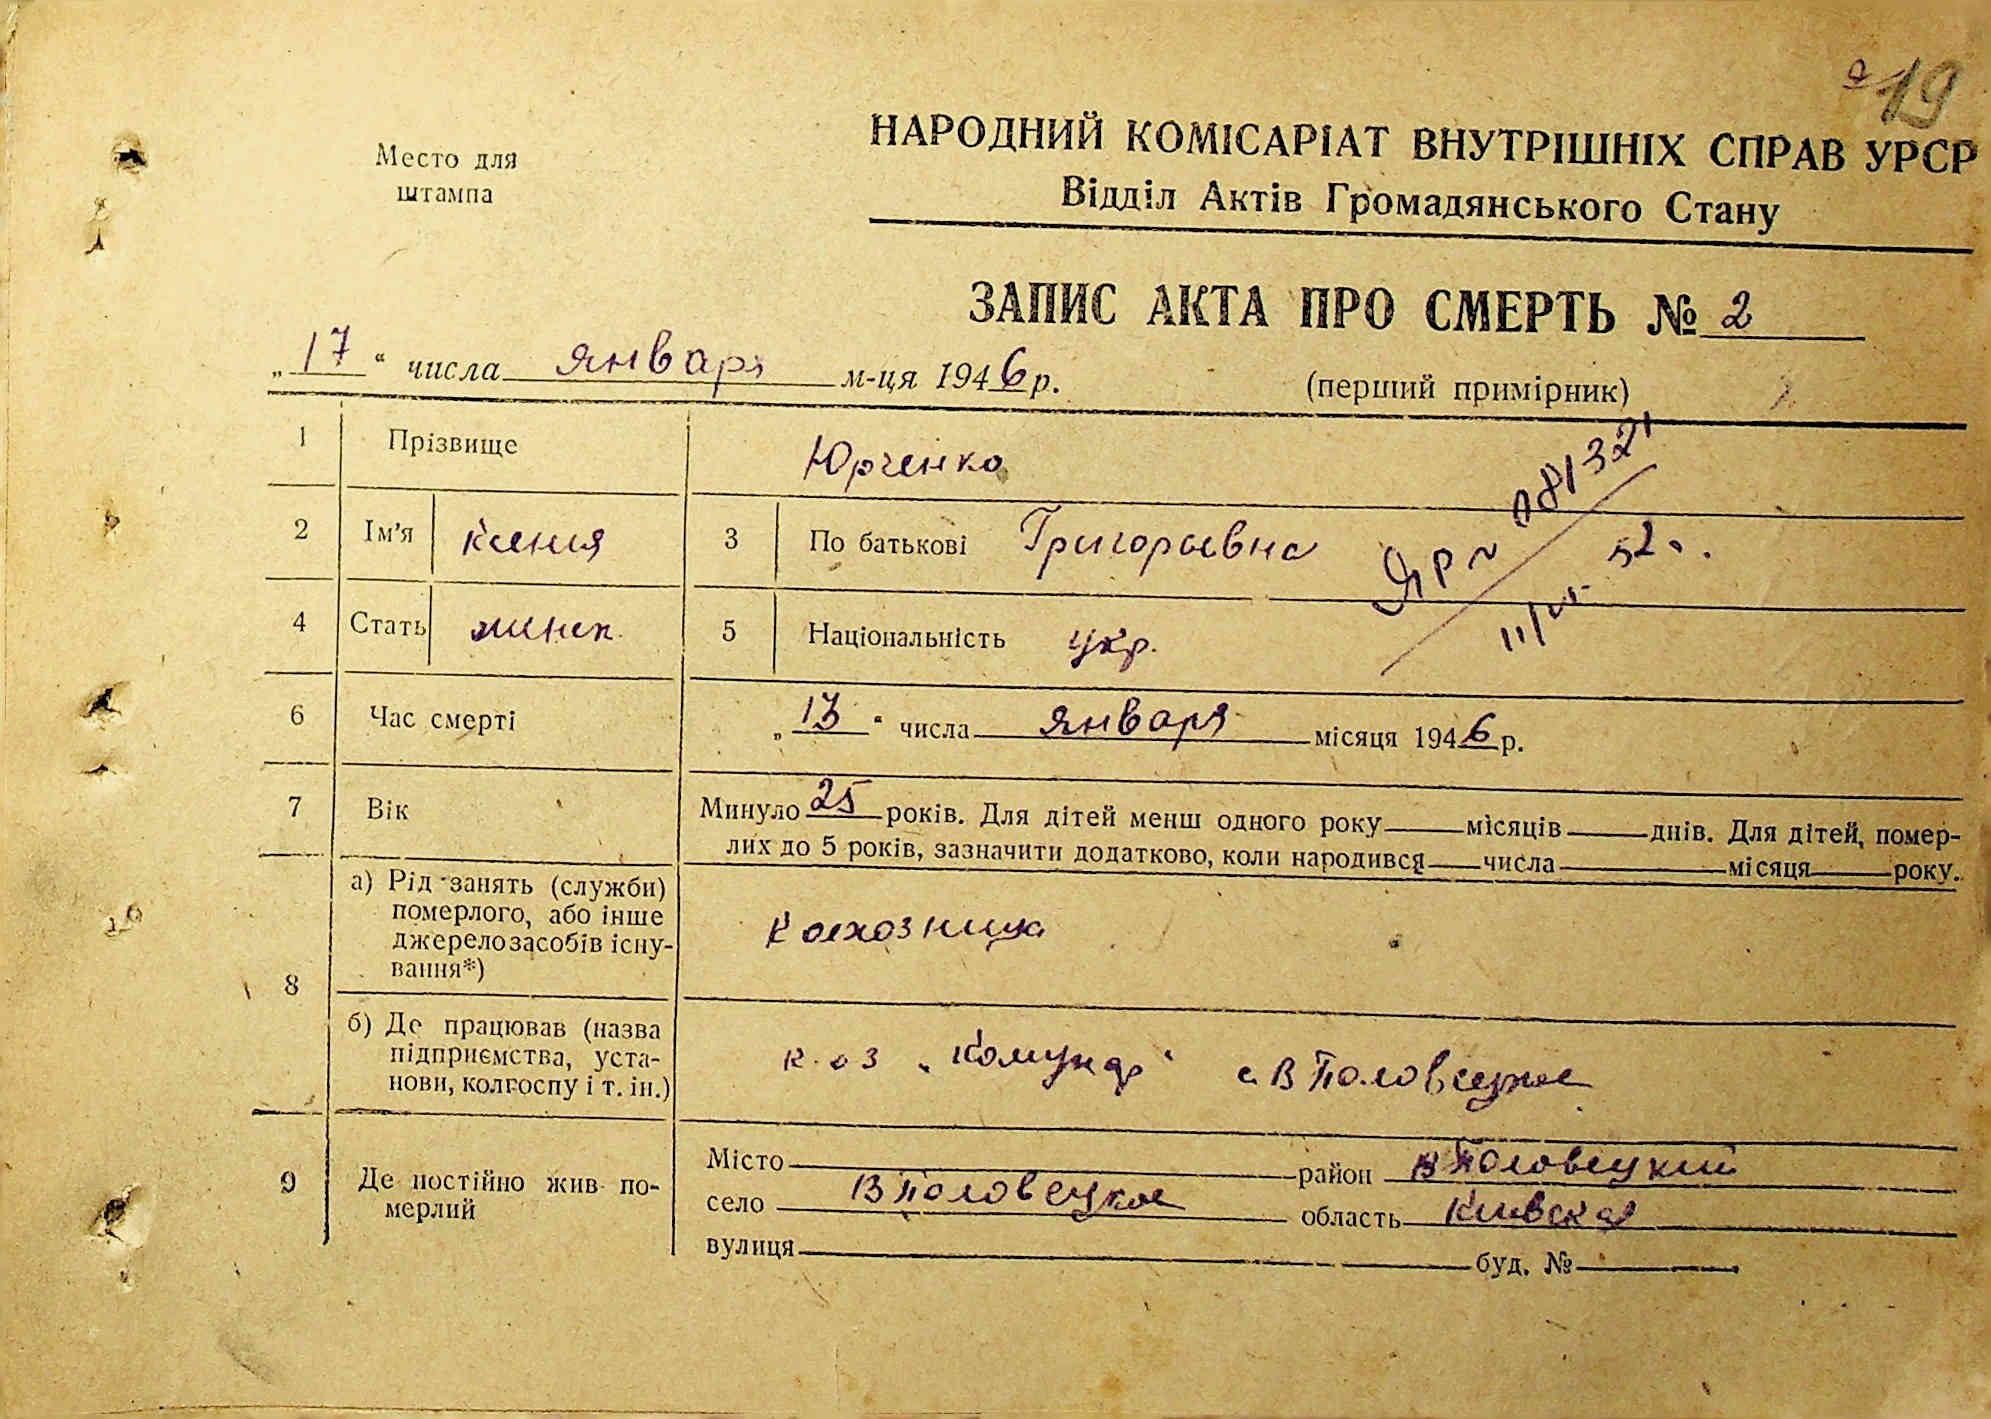 19
Место для
штампа
НАРОДНИЙ КОМІСАРІАТ ВНУТРІШНІХ СПРАВ УРСР
Відділ Актів Громадянського Стану
ЗАПИС АКТА ПРО СМЕРТЬ № 2
„17“ числа января м-ця 1946 р.
(перший примірник)
1 Прізвище Юрченко
2 Ім'я Ксения 3 По батькові Григорьевна
4 Стать женск. 5 Національність укр.
6 Час смерті „13“ числа января місяця 1946 р.
7 Вік Минуло 25 років. Для дітей менш одного року місяців днів. Для дітей, помер-
лих до 5 років, зазначити додатково, коли народився числа місяця року.
8 а) Рід занять (служби)
померлого, або інше
джерело засобів існу-
вання*)
Колхозница
б) Де працював (назва
підприємства, уста-
нови, колгоспу і т. ін.)
к-оз „Комунар“ с. В Половецкое
9 Де постійно жив по-
мерлий
Місто район В Половецкий
село В Половецкое область Киевская
вулиця буд. №